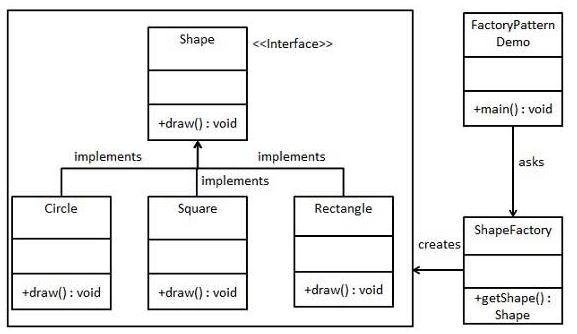 Shape
<<Interface>>
+draw() : void
implements
implements
implements
Circle
+draw() : void
Square
+draw() : void
Rectangle
+draw() : void
FactoryPattern
Demo
+main() : void
asks
ShapeFactory
+getShape() :
Shape
creates